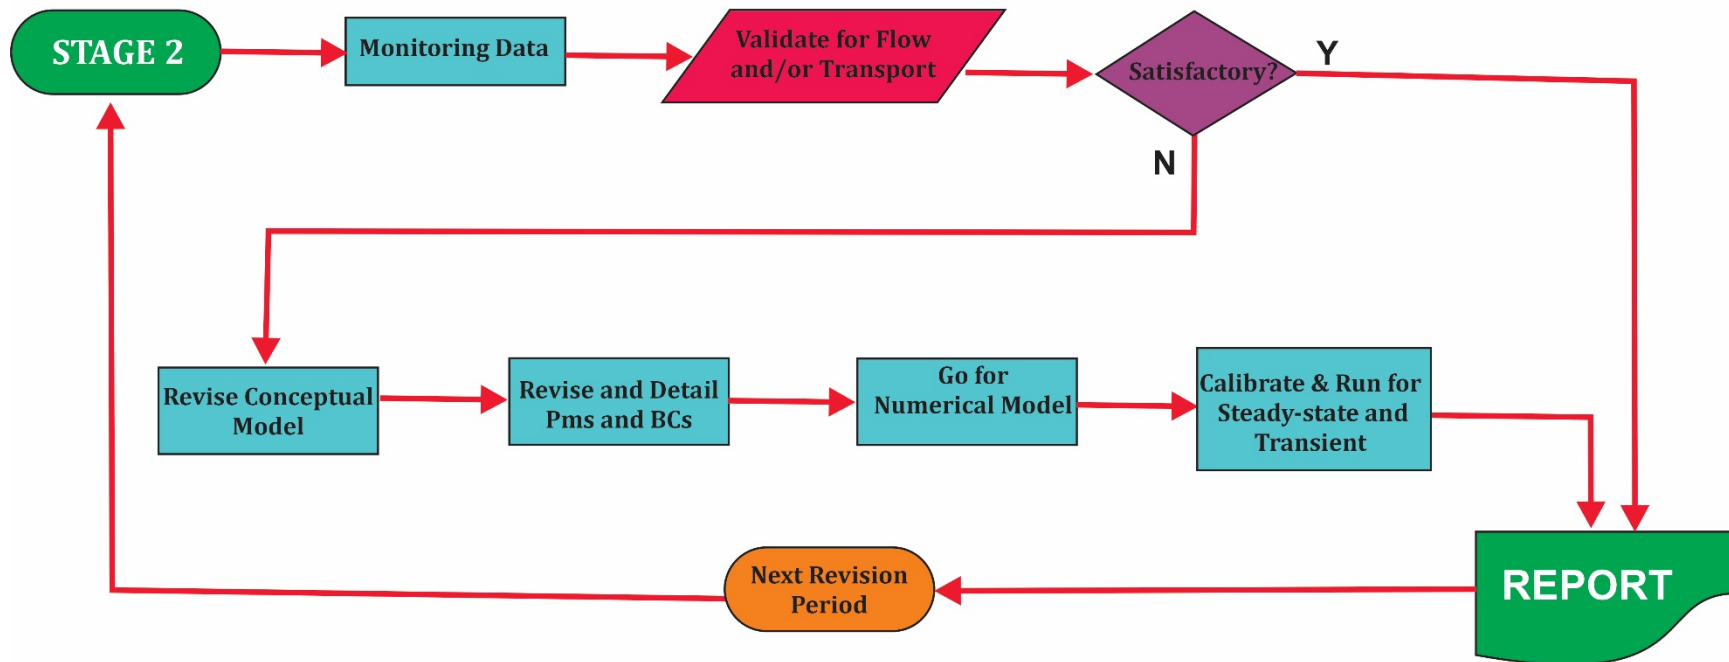 STAGE 2
Monitoring Data
Validate for Flow
and/or Transport
Satisfactory?
Y
N
Revise Conceptual
Model
Revise and Detail
Pms and BCs
Go for
Numerical Model
Calibrate & Run for
Steady-state and
Transient
Next Revision
Period
REPORT